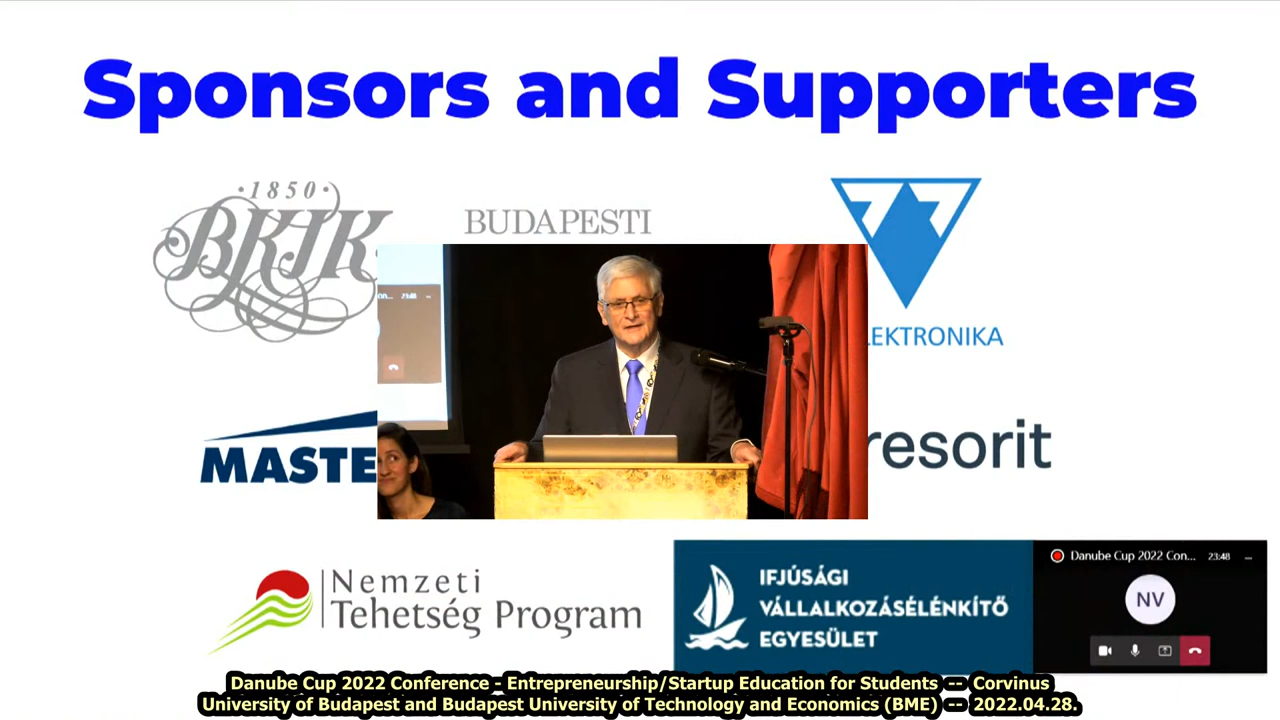 Sponsors and Supporters
·1850·
BKIK
BUDAPESTI
77
LEKTRONIKA
MASTE
resorit
Nemzeti
Tehetség Program
IFJÚSÁGI
VÁLLALKOZÁSÉLÉNKÍTŐ
EGYESÜLET
Danube Cup 2022 Con... 23:48
NV
Danube Cup 2022 Conference - Entrepreneurship/Startup Education for Students -- Corvinus
University of Budapest and Budapest University of Technology and Economics (BME) -- 2022.04.28.